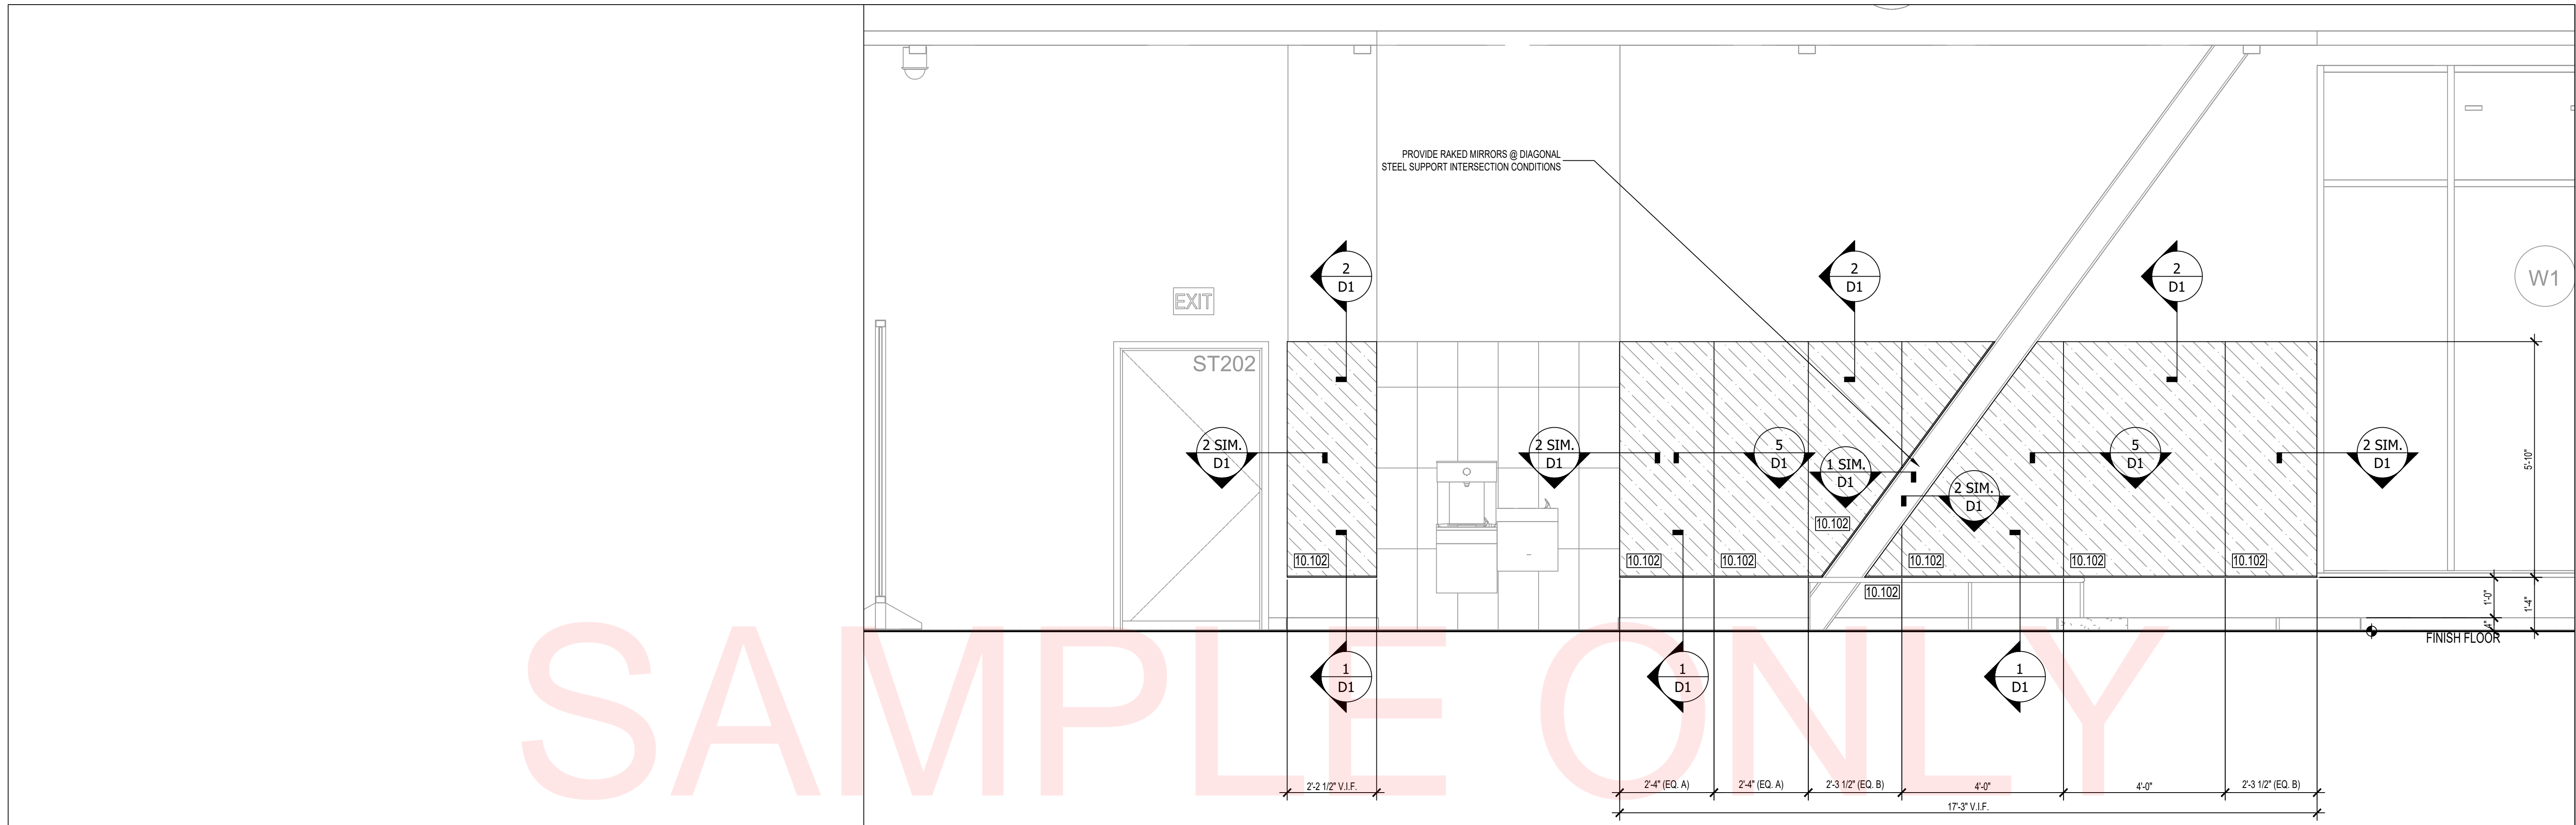 PROVIDE RAKED MIRRORS @ DIAGONAL
STEEL SUPPORT INTERSECTION CONDITIONS
2
D1
2
D1
2
D1
W1
EXIT
ST202
2 SIM.
D1
2 SIM.
D1
5
D1
1 SIM.
D1
2 SIM.
D1
5
D1
2 SIM.
D1
5'-10"
10.102
10.102
10.102
10.102
10.102
10.102
10.102
10.102
1'-0"
1'-4"
4"
FINISH FLOOR
1
D1
1
D1
1
D1
SAMPLE ONLY
2'-2 1/2" V.I.F.
2'-4" (EQ. A)
2'-4" (EQ. A)
2'-3 1/2" (EQ. B)
4'-0"
4'-0"
2'-3 1/2" (EQ. B)
17'-3" V.I.F.